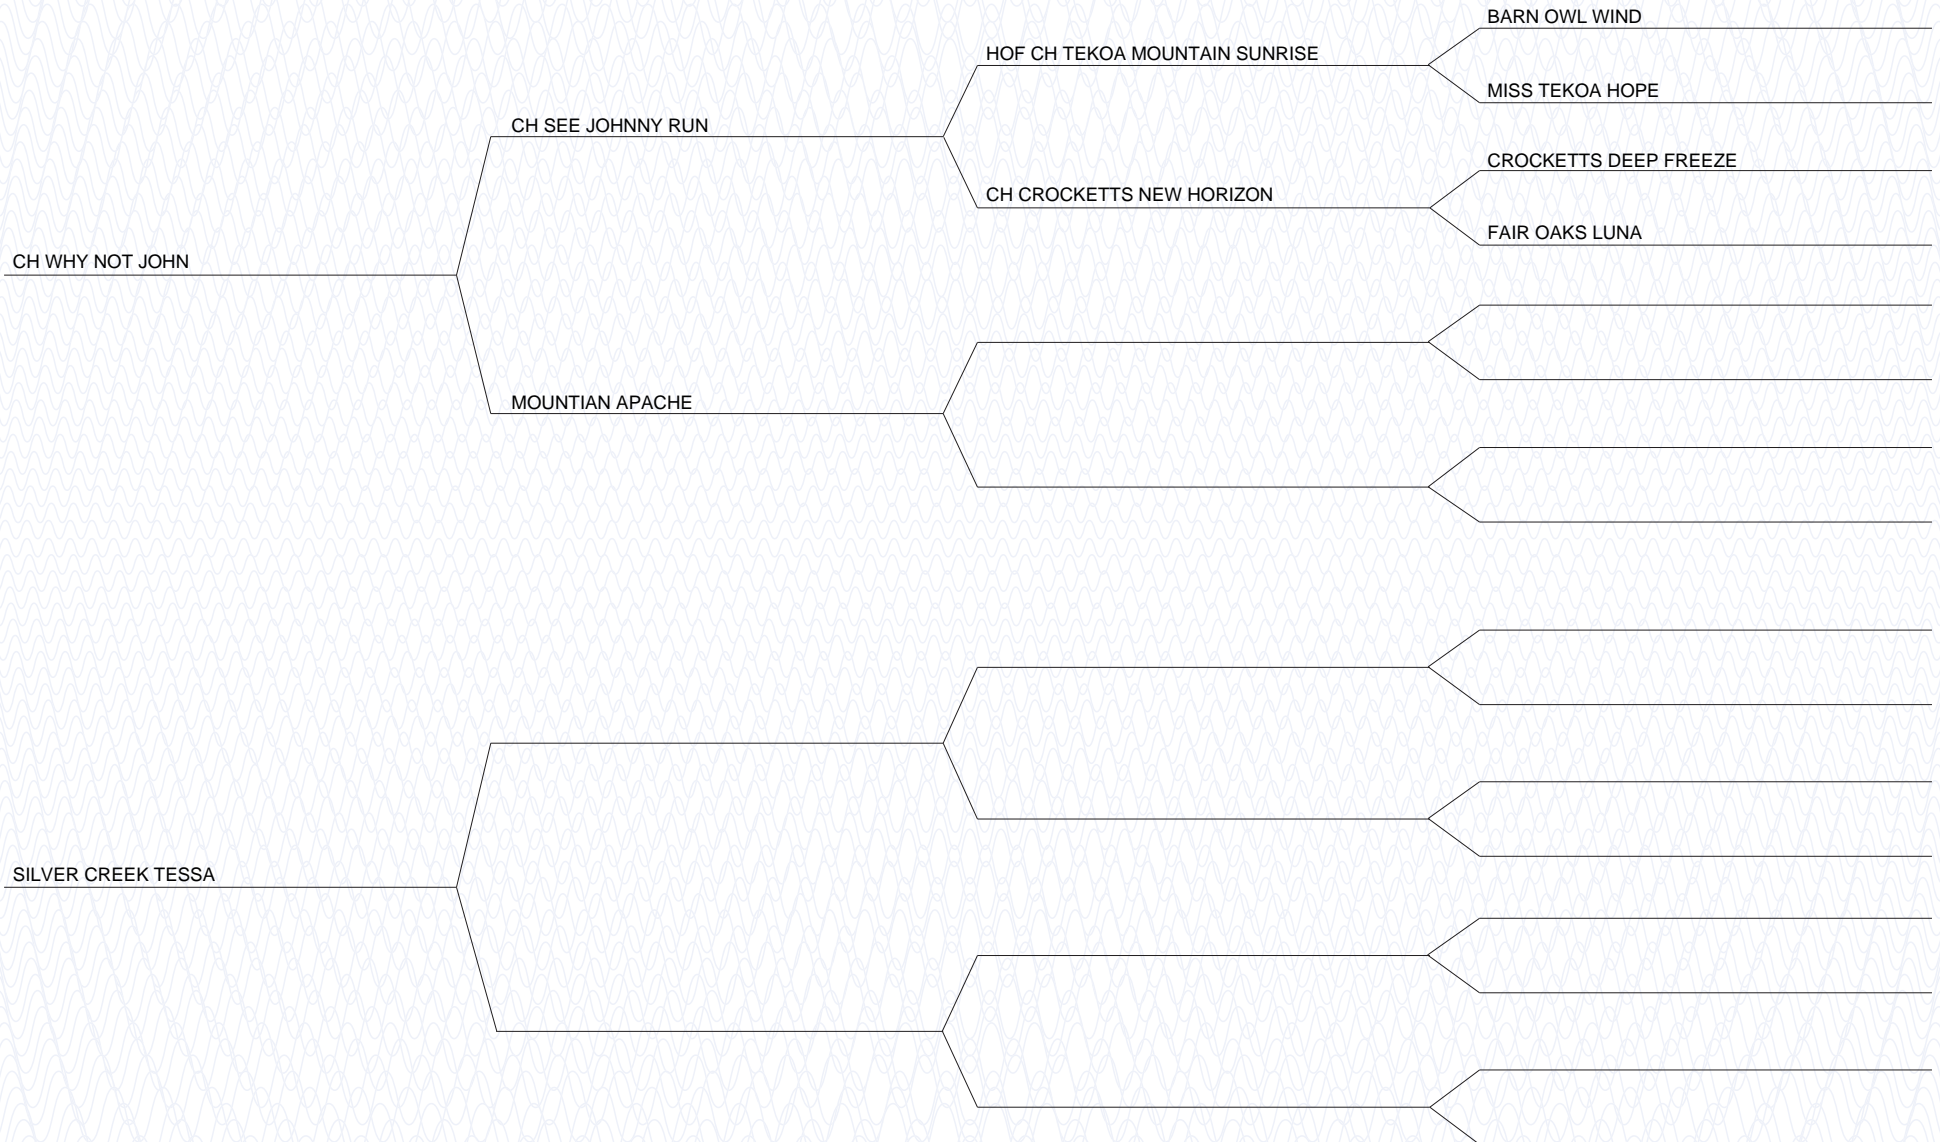 BARN OWL WIND
HOF CH TEKOA MOUNTAIN SUNRISE
MISS TEKOA HOPE
CH SEE JOHNNY RUN
CROCKETTS DEEP FREEZE
CH CROCKETTS NEW HORIZON
FAIR OAKS LUNA
CH WHY NOT JOHN
MOUNTIAN APACHE
SILVER CREEK TESSA